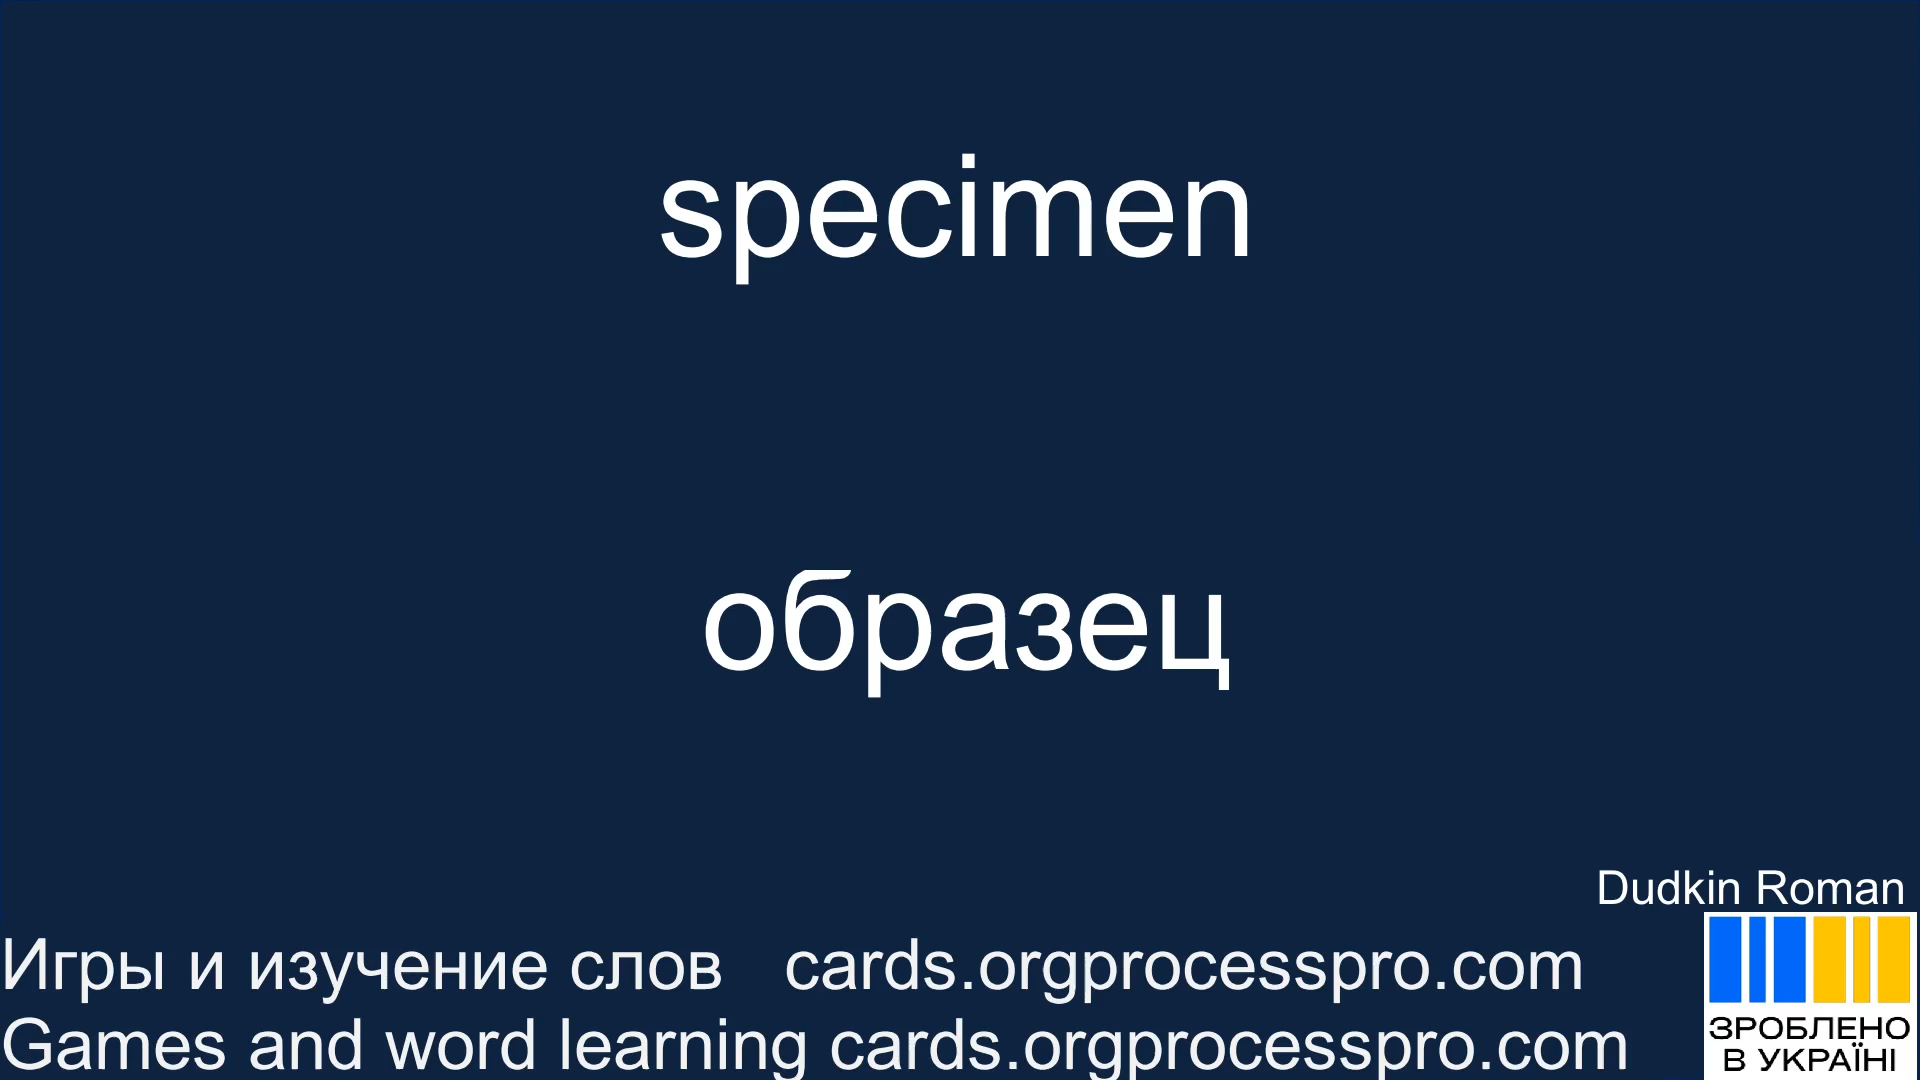 specimen
образец
Dudkin Roman
Игры и изучение слов cards.orgprocesspro.com
Games and word learning cards.orgprocesspro.com
ЗРОБЛЕНО
В УКРАЇНІ